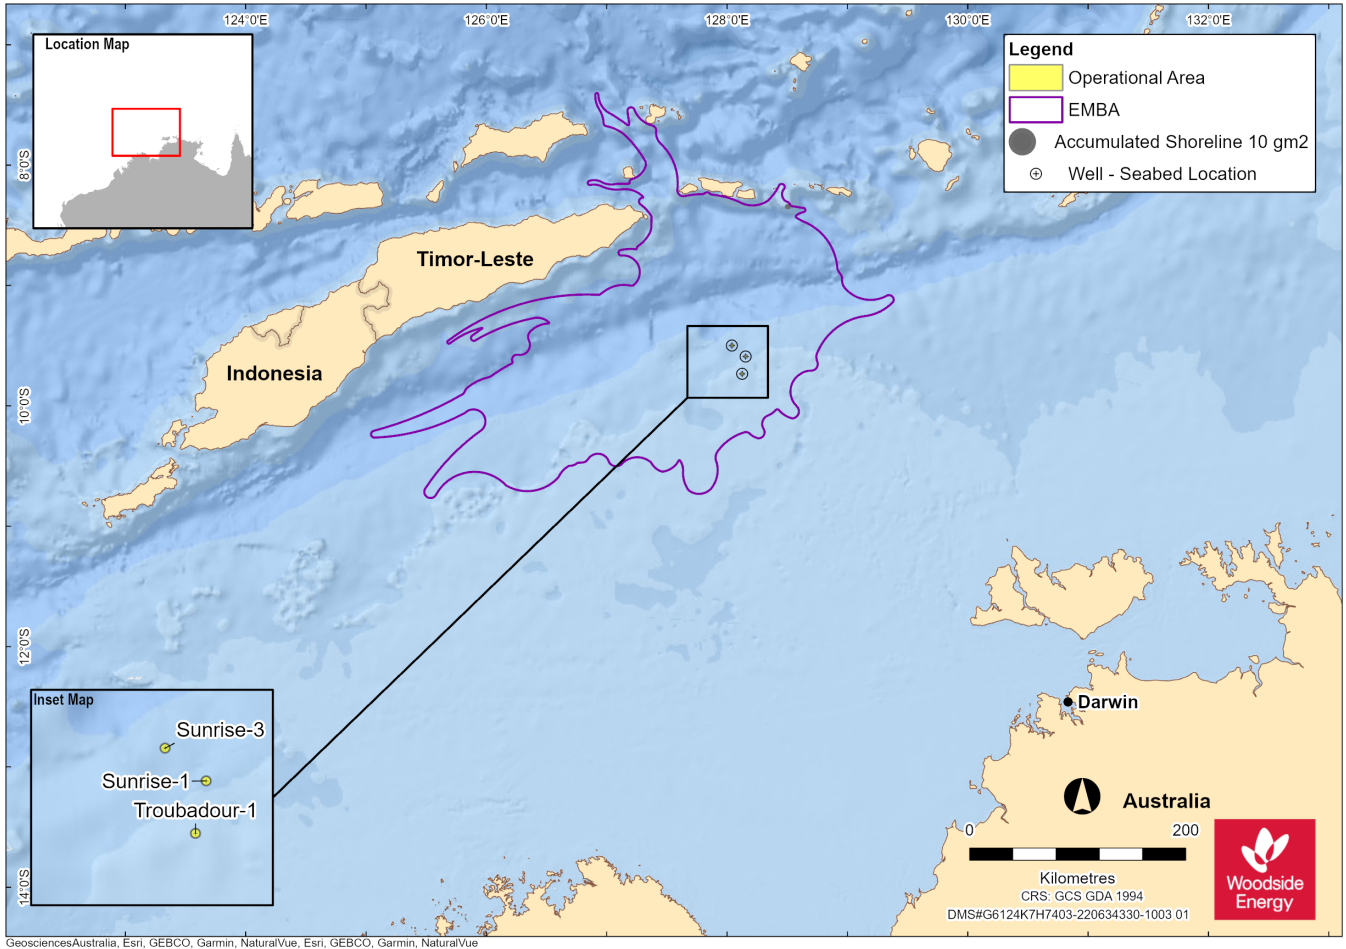 124°0'E
126°0'E
128°0'E
130°0'E
132°0'E
Location Map
Legend
Operational Area
EMBA
Accumulated Shoreline 10 gm2
Well - Seabed Location
8°0'S
10°0'S
12°0'S
14°0'S
Timor-Leste
Indonesia
Inset Map
Sunrise-3
Sunrise-1
Troubadour-1
Darwin
Australia
0 200
Kilometres
CRS: GCS GDA 1994
DMS#G6124K7H7403-220634330-1003 01
Woodside
Energy
GeosciencesAustralia, Esri, GEBCO, Garmin, NaturalVue, Esri, GEBCO, Garmin, NaturalVue